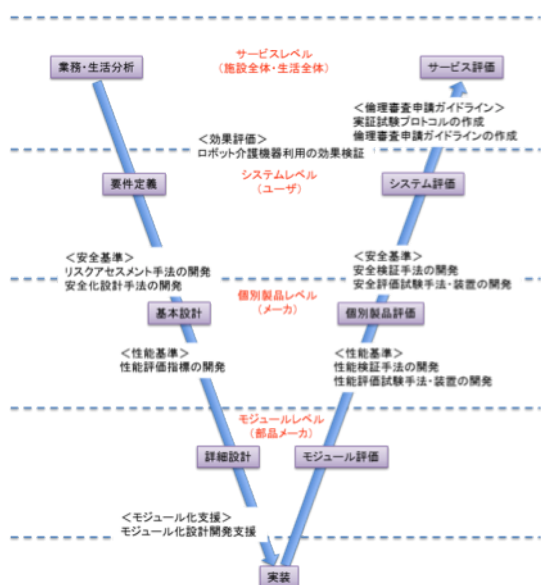 サービスレベル
（施設全体・生活全体）
業務・生活分析
サービス評価
＜倫理審査申請ガイドライン＞
実証試験プロトコルの作成
倫理審査申請ガイドラインの作成
＜効果評価＞
ロボット介護機器利用の効果検証
システムレベル
（ユーザ）
要件定義
システム評価
＜安全基準＞
リスクアセスメント手法の開発
安全化設計手法の開発
＜安全基準＞
安全検証手法の開発
安全評価試験手法・装置の開発
個別製品レベル
（メーカ）
基本設計
個別製品評価
＜性能基準＞
性能評価指標の開発
＜性能基準＞
性能検証手法の開発
性能評価試験手法・装置の開発
モジュールレベル
（部品メーカ）
詳細設計
モジュール評価
＜モジュール化支援＞
モジュール化設計開発支援
実装